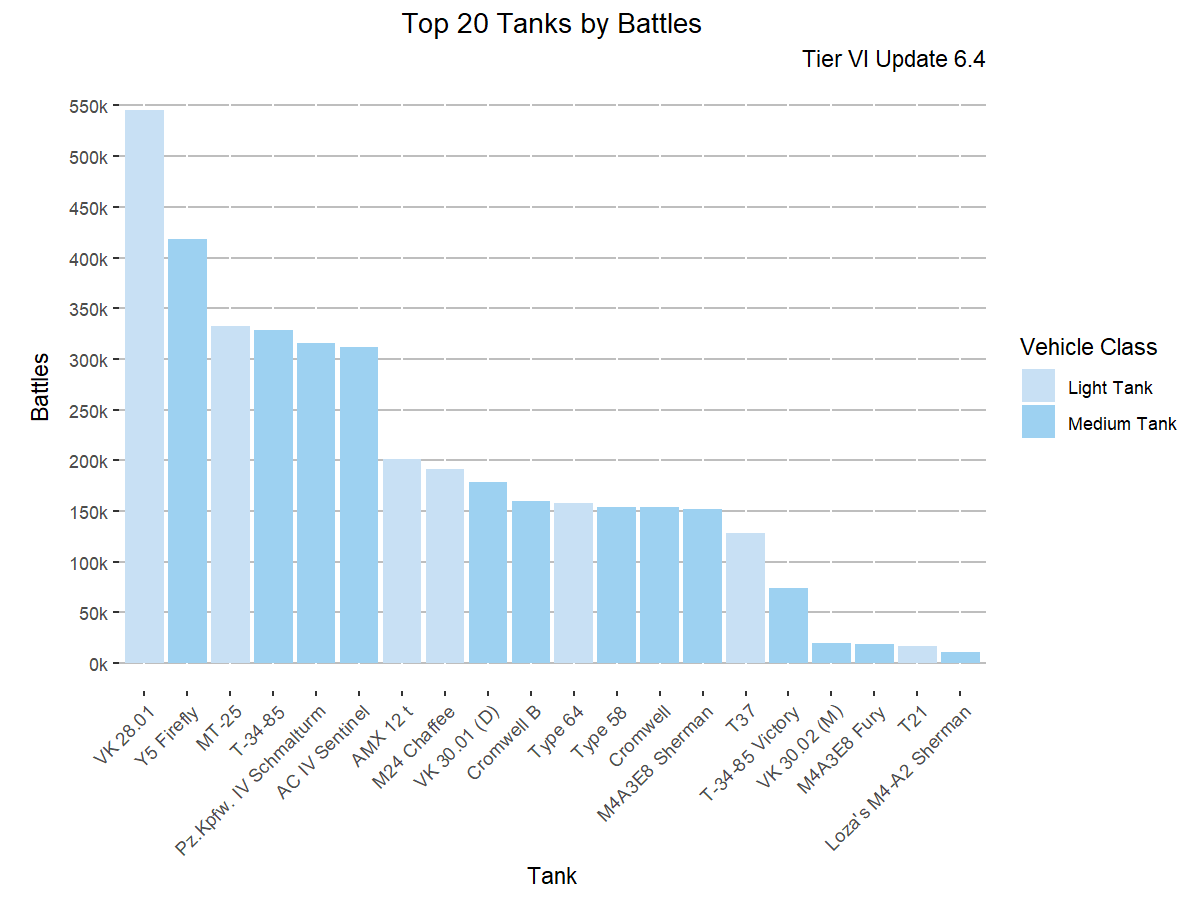 Top 20 Tanks by Battles
Tier VI Update 6.4
550k
500k
450k
400k
350k
300k
250k
200k
150k
100k
50k
0k
Battles
VK 28.01
Y5 Firefly
MT-25
T-34-85
Pz.Kpfw. IV Schmalturm
AC IV Sentinel
AMX 12 t
M24 Chaffee
VK 30.01 (D)
Cromwell B
Type 64
Type 58
Cromwell
M4A3E8 Sherman
T37
T-34-85 Victory
VK 30.02 (M)
M4A3E8 Fury
T21
Loza's M4-A2 Sherman
Tank
Vehicle Class
Light Tank
Medium Tank